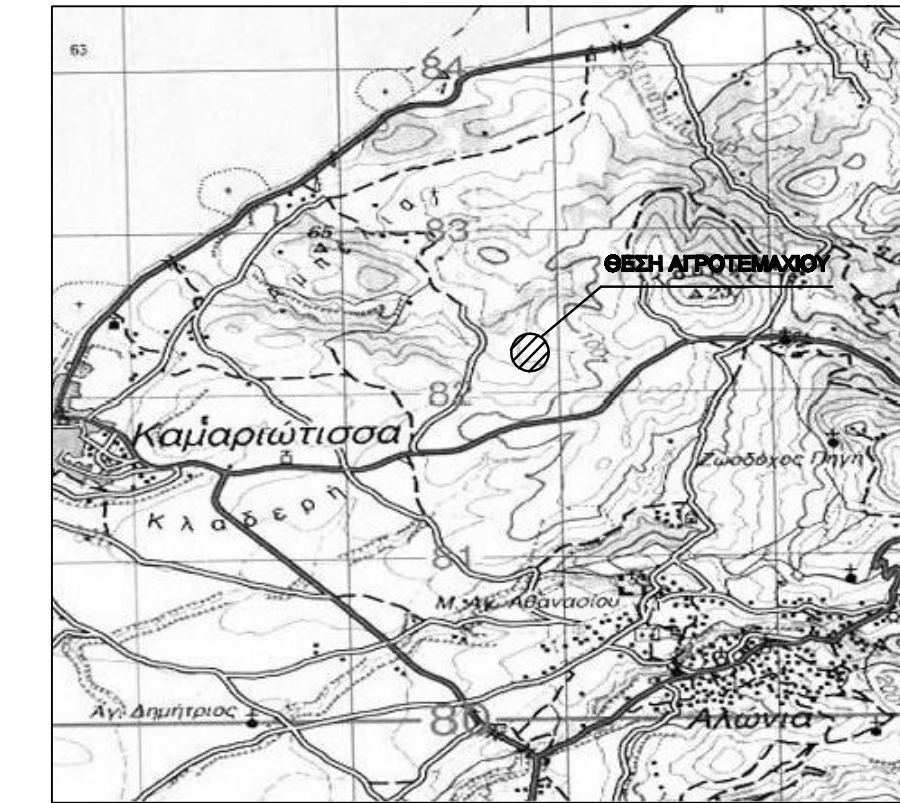 63
84
83
65
ΘΕΣΗ ΑΓΡΟΤΕΜΑΧΙΟΥ
82
Καμαριώτισσα
Ζωοδόχος Πηγή
Κλαδερή
81
Μ. Αγ. Αθανασίου
Αγ. Δημήτριος
80
Αλώνια